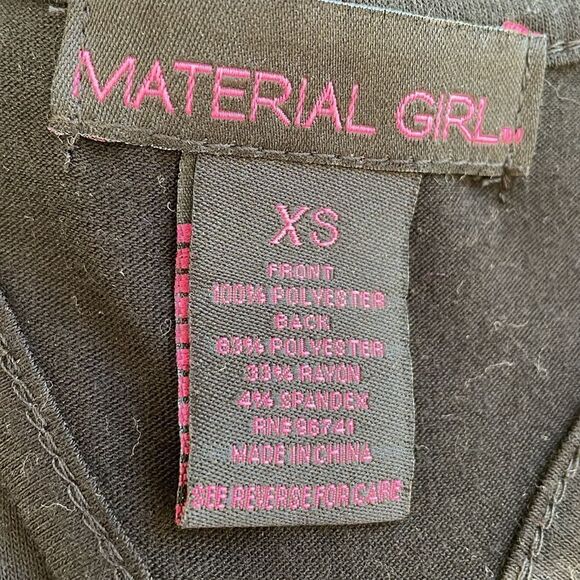 MATERIAL GIRL
XS
FRONT
100% POLYESTER
BACK
63% POLYESTER
33% RAYON
4% SPANDEX
RN# 96741
MADE IN CHINA
SEE REVERSE FOR CARE